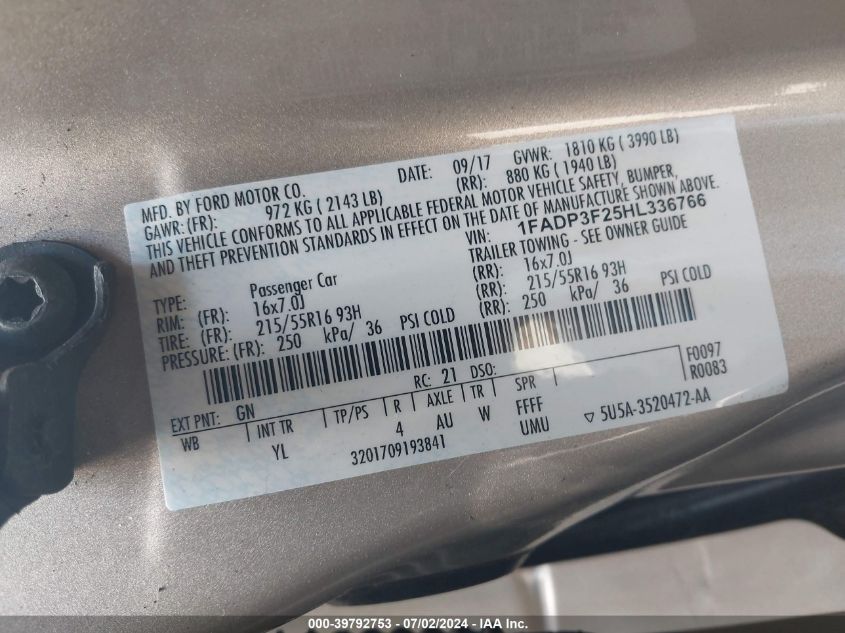 MFD. BY FORD MOTOR CO. DATE: 09/17 GVWR: 1810 KG ( 3990 LB)
GAWR: (FR): 972 KG ( 2143 LB) (RR): 880 KG ( 1940 LB)
THIS VEHICLE CONFORMS TO ALL APPLICABLE FEDERAL MOTOR VEHICLE SAFETY, BUMPER,
AND THEFT PREVENTION STANDARDS IN EFFECT ON THE DATE OF MANUFACTURE SHOWN ABOVE.
VIN: 1FADP3F25HL336766
TYPE: Passenger Car TRAILER TOWING - SEE OWNER GUIDE
RIM: (FR): 16x7.0J (RR): 16x7.0J
TIRE: (FR): 215/55R16 93H (RR): 215/55R16 93H
PRESSURE: (FR): 250 kPa/ 36 PSI COLD (RR): 250 kPa/ 36 PSI COLD
EXT PNT: GN RC: 21 DSO: F0097
WB INT TR TP/PS R AXLE TR SPR R0083
YL 4 AU W FFFF
UMU
3201709193841 5U5A-3520472-AA
000-39792753 - 07/02/2024 - IAA Inc.